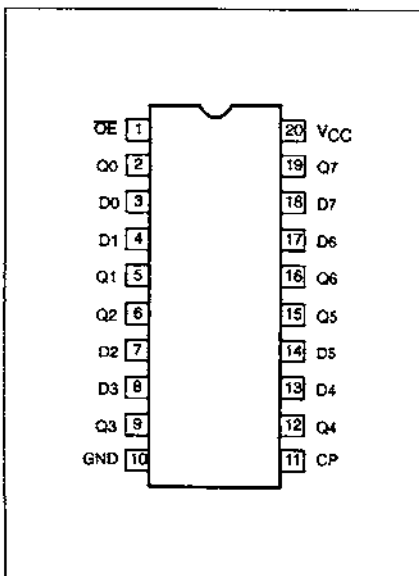 OE 1 20 VCC
Q0 2 19 Q7
D0 3 18 D7
D1 4 17 D6
Q1 5 16 Q6
Q2 6 15 Q5
D2 7 14 D5
D3 8 13 D4
Q3 9 12 Q4
GND 10 11 CP